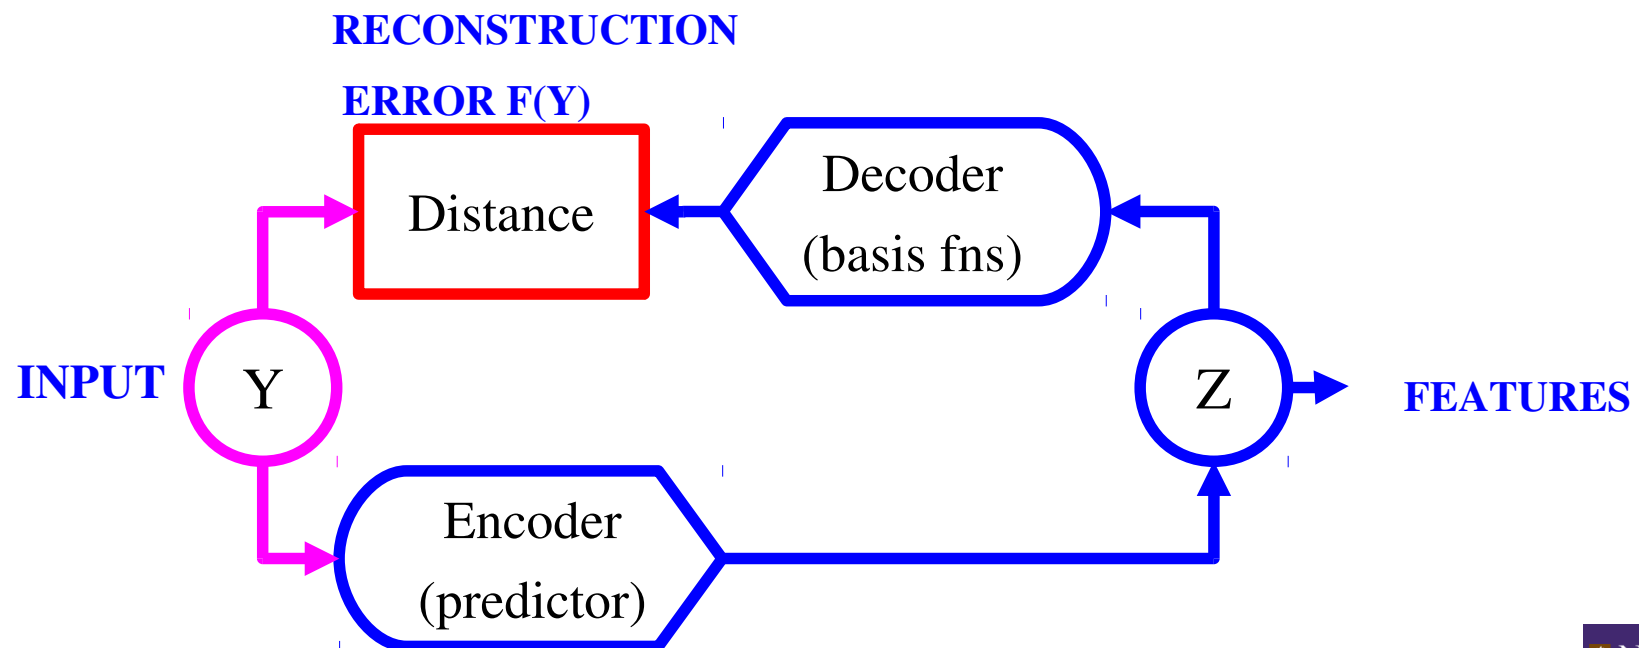 RECONSTRUCTION
ERROR F(Y)
Distance
Decoder
(basis fns)
INPUT
Y
Z
FEATURES
Encoder
(predictor)